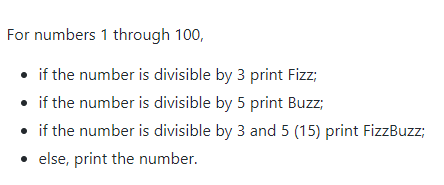 For numbers 1 through 100,
• if the number is divisible by 3 print Fizz;
• if the number is divisible by 5 print Buzz;
• if the number is divisible by 3 and 5 (15) print FizzBuzz;
• else, print the number.